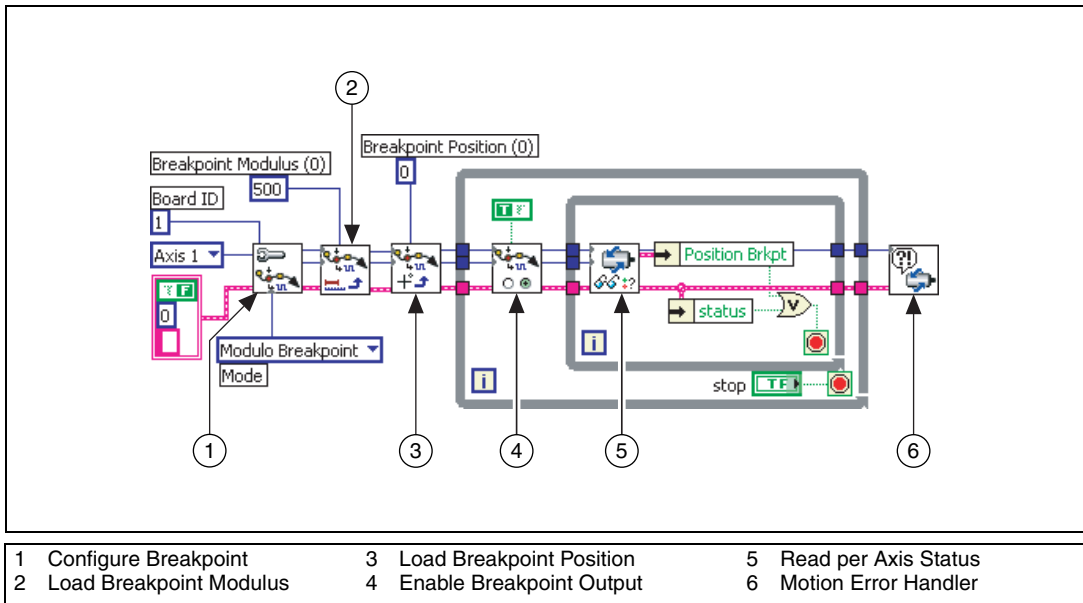 2
Breakpoint Position (0)
0
Breakpoint Modulus (0)
500
Board ID
1
Axis 1
F
0
Modulo Breakpoint
Mode
T
Position Brkpt
status
V
i
i
stop
TF
?!
1
3
4
5
6
1 Configure Breakpoint
2 Load Breakpoint Modulus
3 Load Breakpoint Position
4 Enable Breakpoint Output
5 Read per Axis Status
6 Motion Error Handler